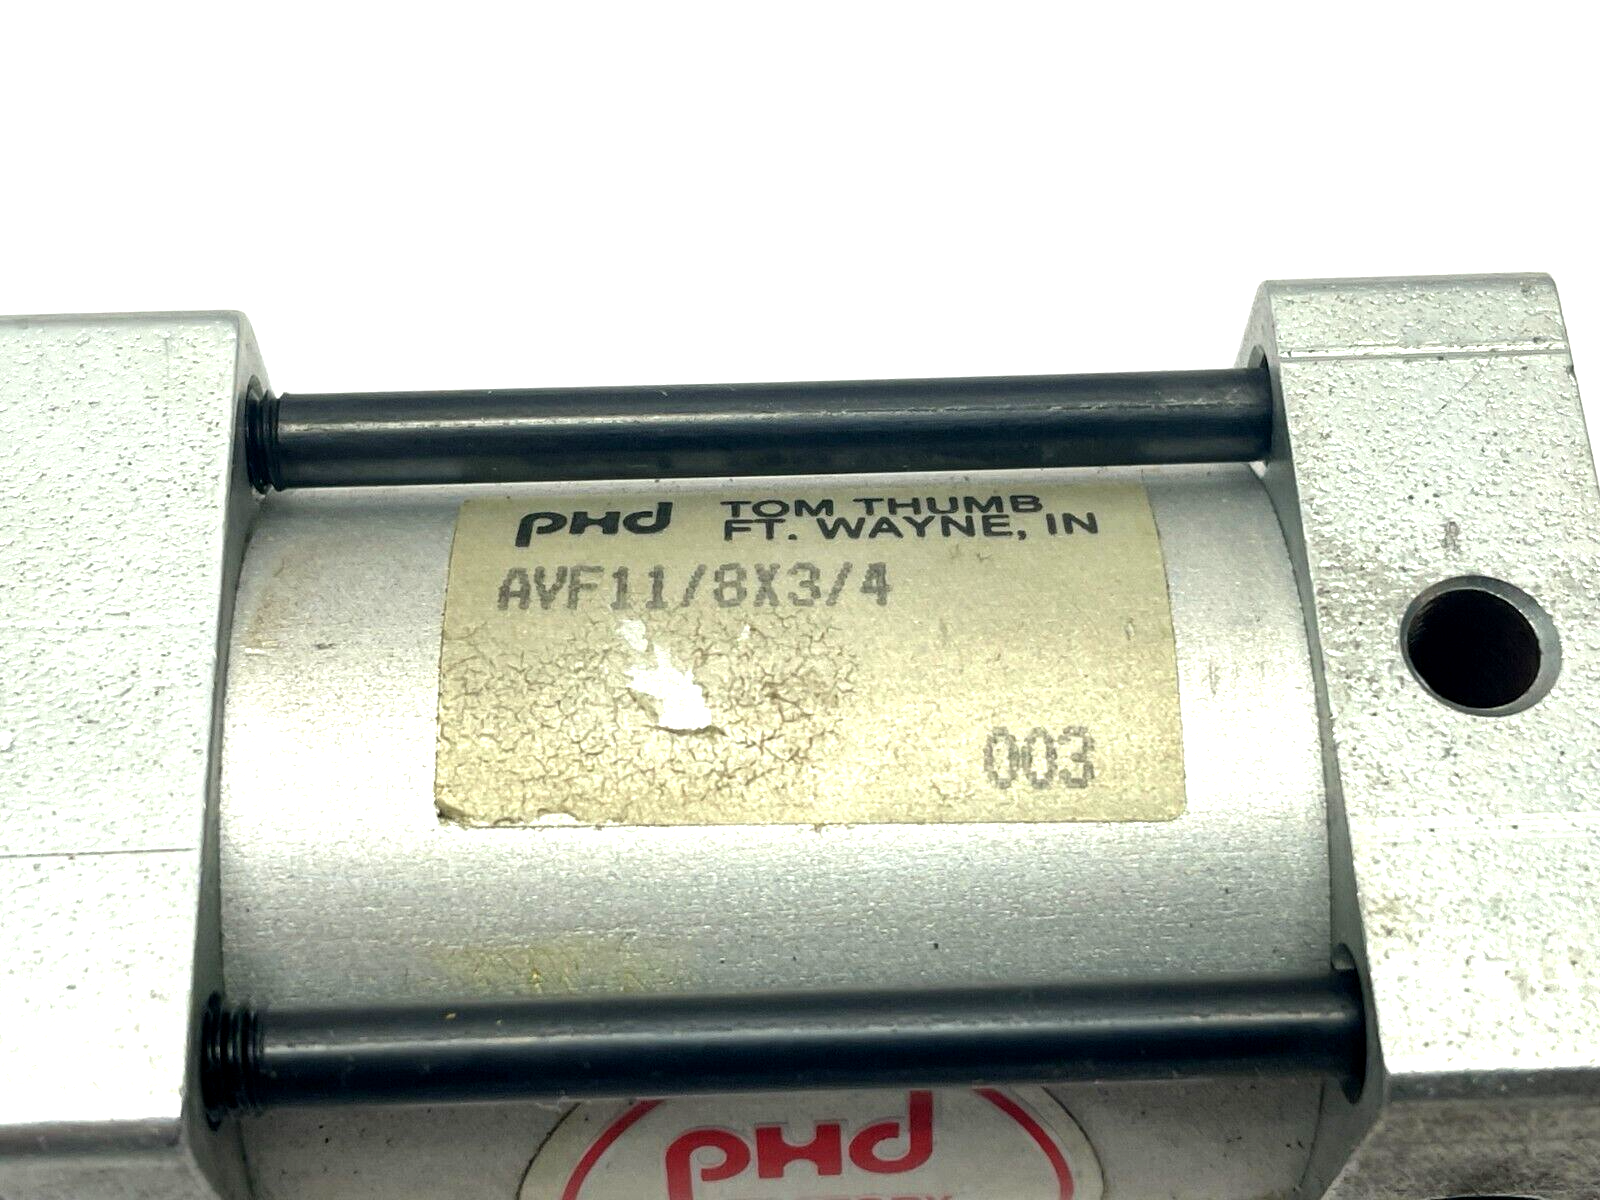 PHd TOM THUMB
FT. WAYNE, IN
AVF11/8X3/4
003
PHd